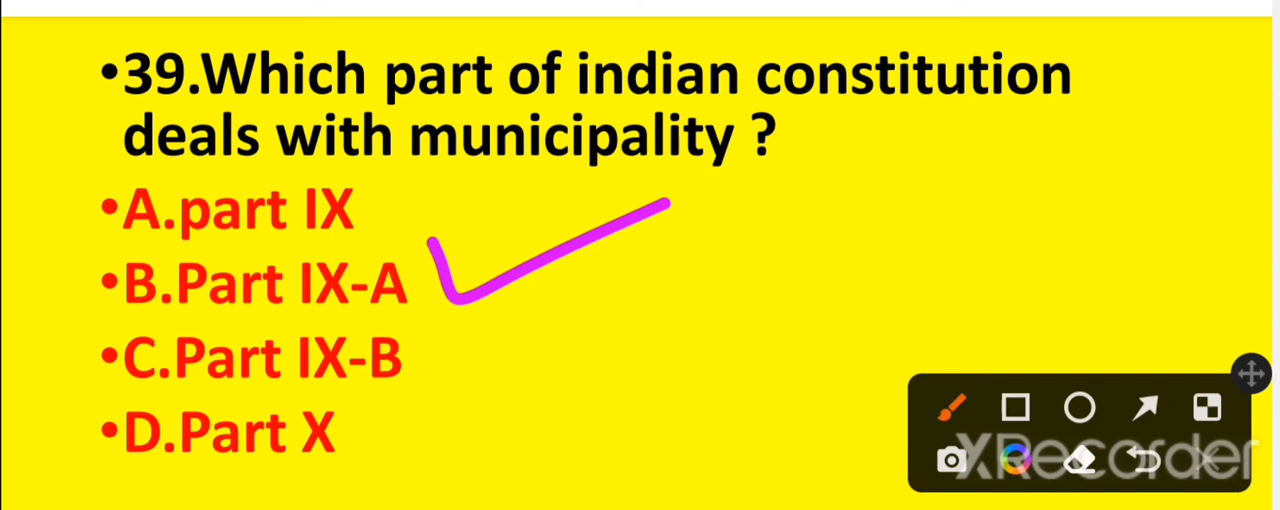 •39.Which part of indian constitution
deals with municipality ?
•A.part IX
•B.Part IX-A
•C.Part IX-B
•D.Part X
XRecorder